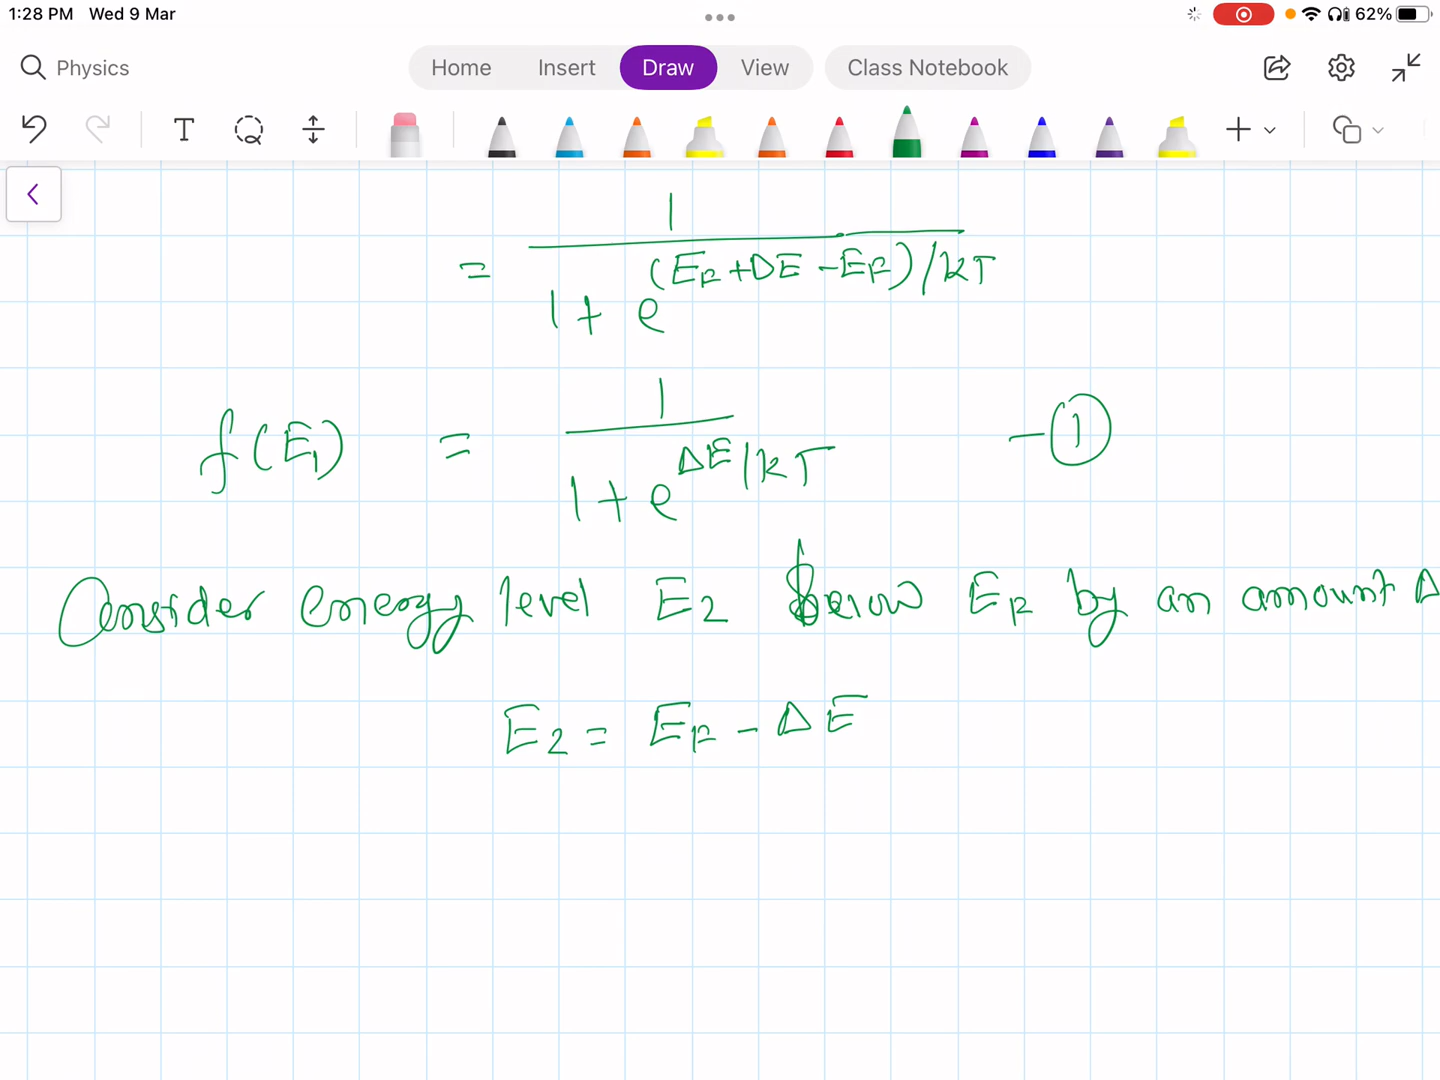 1:28 PM Wed 9 Mar 62%
Physics Home Insert Draw View Class Notebook
T
1
= (EF+ΔE-EF)/kT
1+ e
1
f(E1) = ΔE/kT -①
1+ e
Consider energy level E2 below EF by an amount Δ
E2 = EF - ΔE